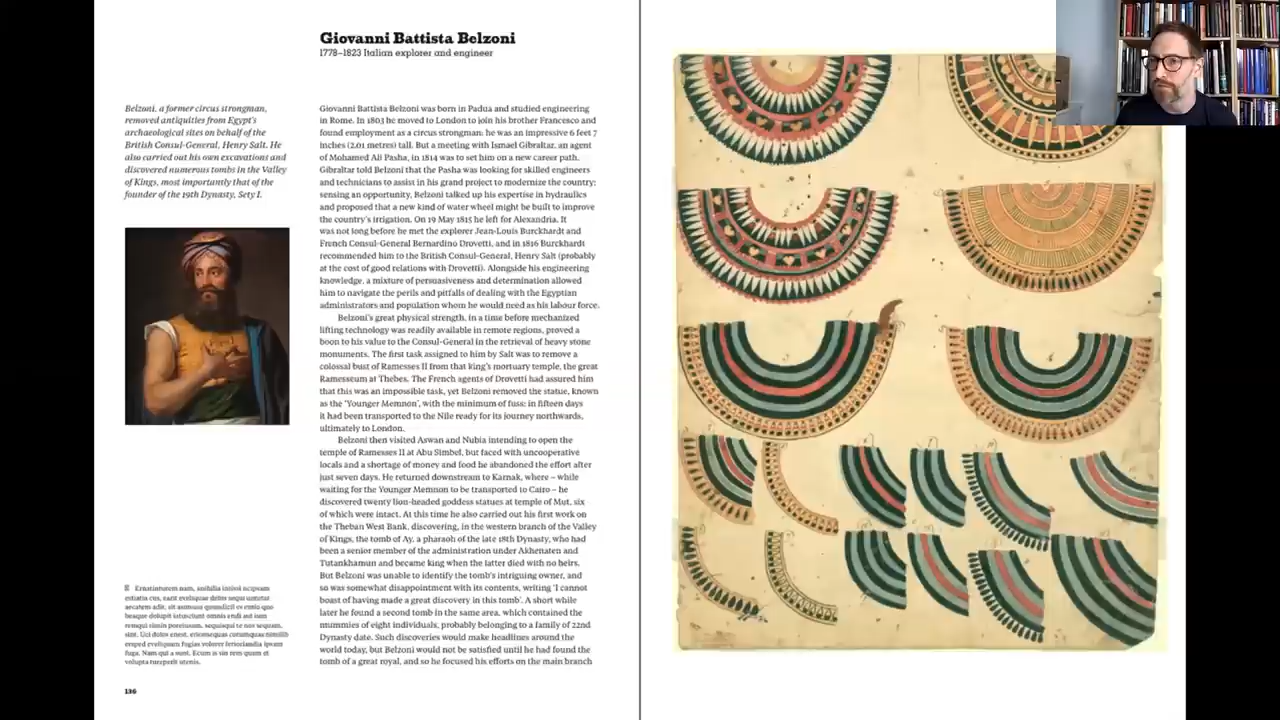 Giovanni Battista Belzoni
1778–1823 Italian explorer and engineer
Belzoni, a former circus strongman,
removed antiquities from Egypt's
archaeological sites on behalf of the
British Consul-General, Henry Salt. He
also carried out his own excavations and
discovered numerous tombs in the Valley
of Kings, most importantly that of the
founder of the 19th Dynasty, Sety I.
Giovanni Battista Belzoni was born in Padua and studied engineering
in Rome. In 1803 he moved to London to join his brother Francesco and
found employment as a circus strongman: he was an impressive 6 feet 7
inches (2.01 metres) tall. But a meeting with Ismael Gibraltar, an agent
of Mohamed Ali Pasha, in 1814 was to set him on a new career path.
Gibraltar told Belzoni that the Pasha was looking for skilled engineers
and technicians to assist in his grand project to modernize the country;
sensing an opportunity, Belzoni talked up his expertise in hydraulics
and proposed that a new kind of water wheel might be built to improve
the country's irrigation. On 19 May 1815 he left for Alexandria. It
was not long before he met the explorer Jean-Louis Burckhardt and
French Consul-General Bernardino Drovetti, and in 1816 Burckhardt
recommended him to the British Consul-General, Henry Salt (probably
at the cost of good relations with Drovetti). Alongside his engineering
knowledge, a mixture of persuasiveness and determination allowed
him to navigate the perils and pitfalls of dealing with the Egyptian
administrators and population whom he would need as his labour force.
Belzoni's great physical strength, in a time before mechanized
lifting technology was readily available in remote regions, proved a
boon to his value to the Consul-General in the retrieval of heavy stone
monuments. The first task assigned to him by Salt was to remove a
colossal bust of Ramesses II from that king's mortuary temple, the great
Ramesseum at Thebes. The French agents of Drovetti had assured him
that this was an impossible task, yet Belzoni removed the statue, known
as the 'Younger Memnon', with the minimum of fuss: in fifteen days
it had been transported to the Nile ready for its journey northwards,
ultimately to London.
Belzoni then visited Aswan and Nubia intending to open the
temple of Ramesses II at Abu Simbel, but faced with uncooperative
locals and a shortage of money and food he abandoned the effort after
just seven days. He returned downstream to Karnak, where – while
waiting for the Younger Memnon to be transported to Cairo – he
discovered twenty lion-headed goddess statues at temple of Mut, six
of which were intact. At this time he also carried out his first work on
the Theban West Bank, discovering, in the western branch of the Valley
of Kings, the tomb of Ay, a pharaoh of the late 18th Dynasty, who had
been a senior member of the administration under Akhenaten and
Tutankhamun and became king when the latter died with no heirs.
But Belzoni was unable to identify the tomb's intriguing owner, and
so was somewhat disappointment with its contents, writing 'I cannot
boast of having made a great discovery in this tomb'. A short while
later he found a second tomb in the same area, which contained the
mummies of eight individuals, probably belonging to a family of 22nd
Dynasty date. Such discoveries would make headlines around the
world today, but Belzoni would not be satisfied until he had found the
tomb of a great royal, and so he focused his efforts on the main branch
136